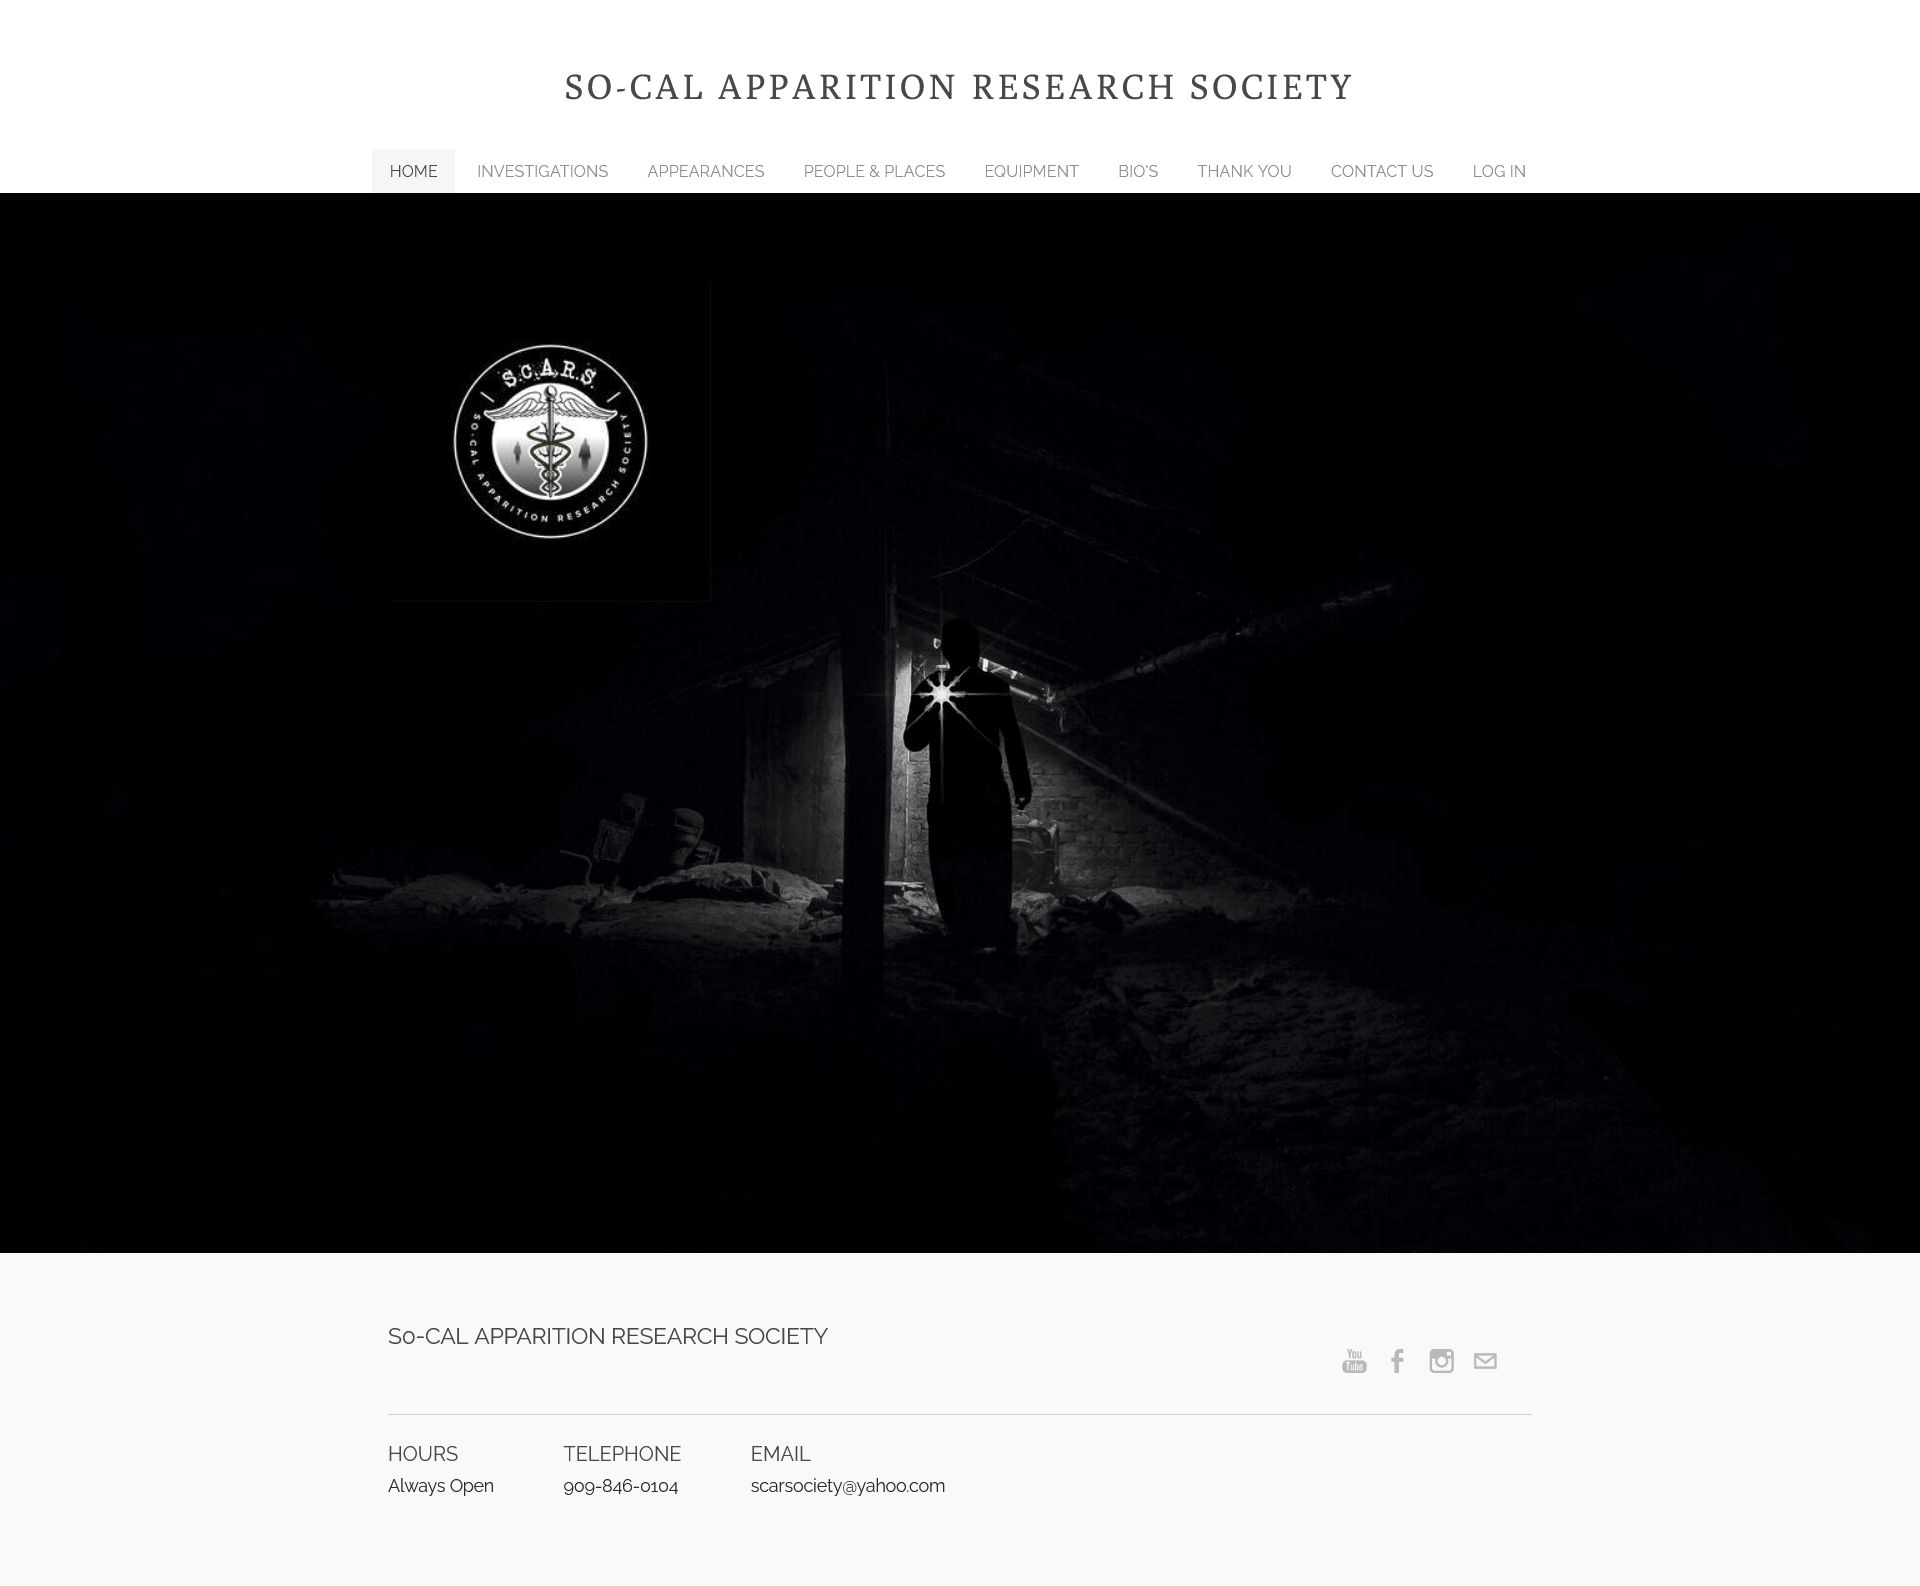 SO-CAL APPARITION RESEARCH SOCIETY
HOME INVESTIGATIONS APPEARANCES PEOPLE & PLACES EQUIPMENT BIO'S THANK YOU CONTACT US LOG IN
S.C.A.R.S.
SO-CAL APPARITION RESEARCH SOCIETY
So-CAL APPARITION RESEARCH SOCIETY
You
Tube
HOURS TELEPHONE EMAIL
Always Open 909-846-0104 scarsociety@yahoo.com